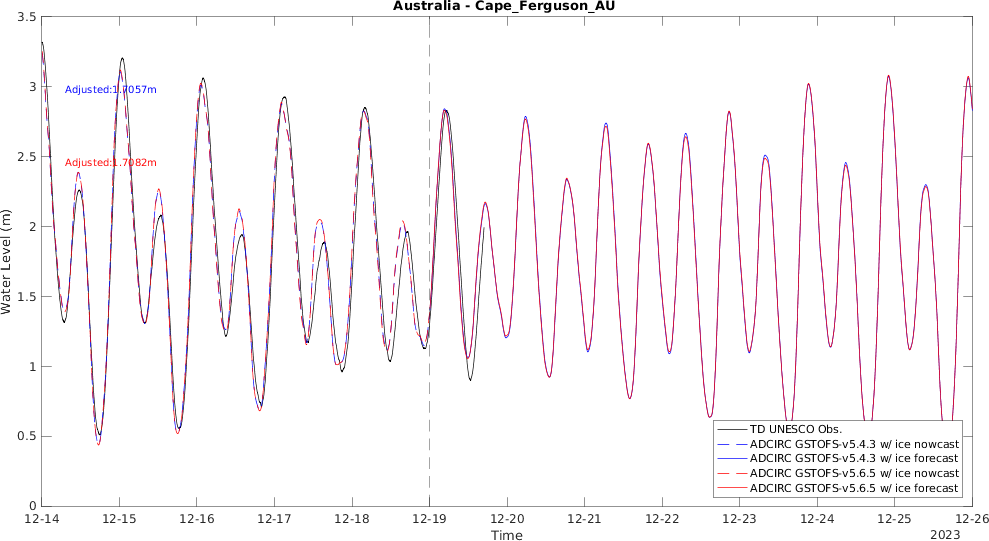 Australia - Cape_Ferguson_AU
3.5
3
2.5
2
1.5
1
0.5
0
Water Level (m)
Adjusted:1.7057m
Adjusted:1.7082m
TD UNESCO Obs.
ADCIRC GSTOFS-v5.4.3 w/ ice nowcast
ADCIRC GSTOFS-v5.4.3 w/ ice forecast
ADCIRC GSTOFS-v5.6.5 w/ ice nowcast
ADCIRC GSTOFS-v5.6.5 w/ ice forecast
12-14 12-15 12-16 12-17 12-18 12-19 12-20 12-21 12-22 12-23 12-24 12-25 12-26
Time
2023